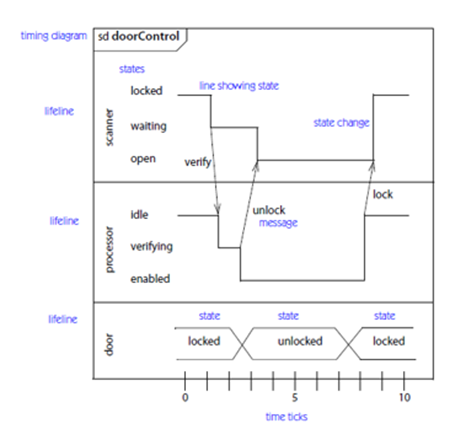 timing diagram
sd doorControl
states
locked
line showing state
lifeline
scanner
waiting
state change
open
verify
lock
lifeline
processor
idle
unlock
message
verifying
enabled
lifeline
door
state state state
locked unlocked locked
0 5 10
time ticks